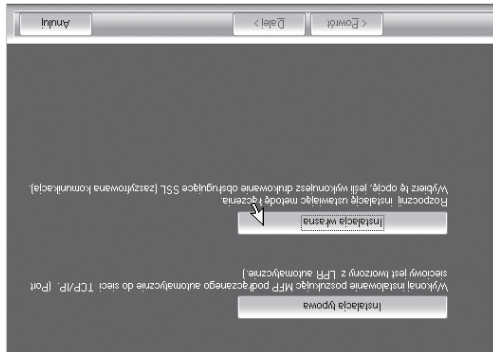 Instalacja typowa
Wykonaj instalowanie poszukując MFP podłączanego automatycznie do sieci TCP/IP. (Port
sieciowy jest tworzony z LPR automatycznie.)
Instalacja własna
Rozpocznij instalację ustawiając metodę łączenia.
Wybierz tę opcję, jeśli wykonujesz drukowanie obsługujące SSL (zaszyfrowana komunikacja).
< Powrót
Dalej >
Anuluj